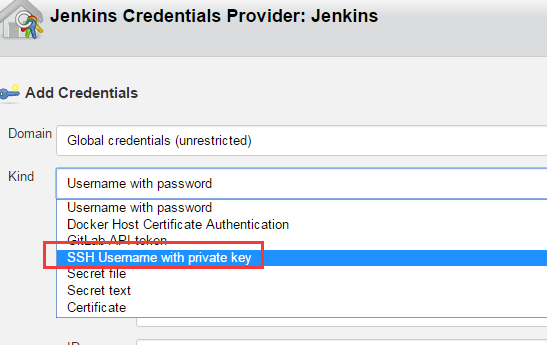 Jenkins Credentials Provider: Jenkins
Add Credentials
Domain
Global credentials (unrestricted)
Kind
Username with password
Username with password
Docker Host Certificate Authentication
GitLab API token
SSH Username with private key
Secret file
Secret text
Certificate